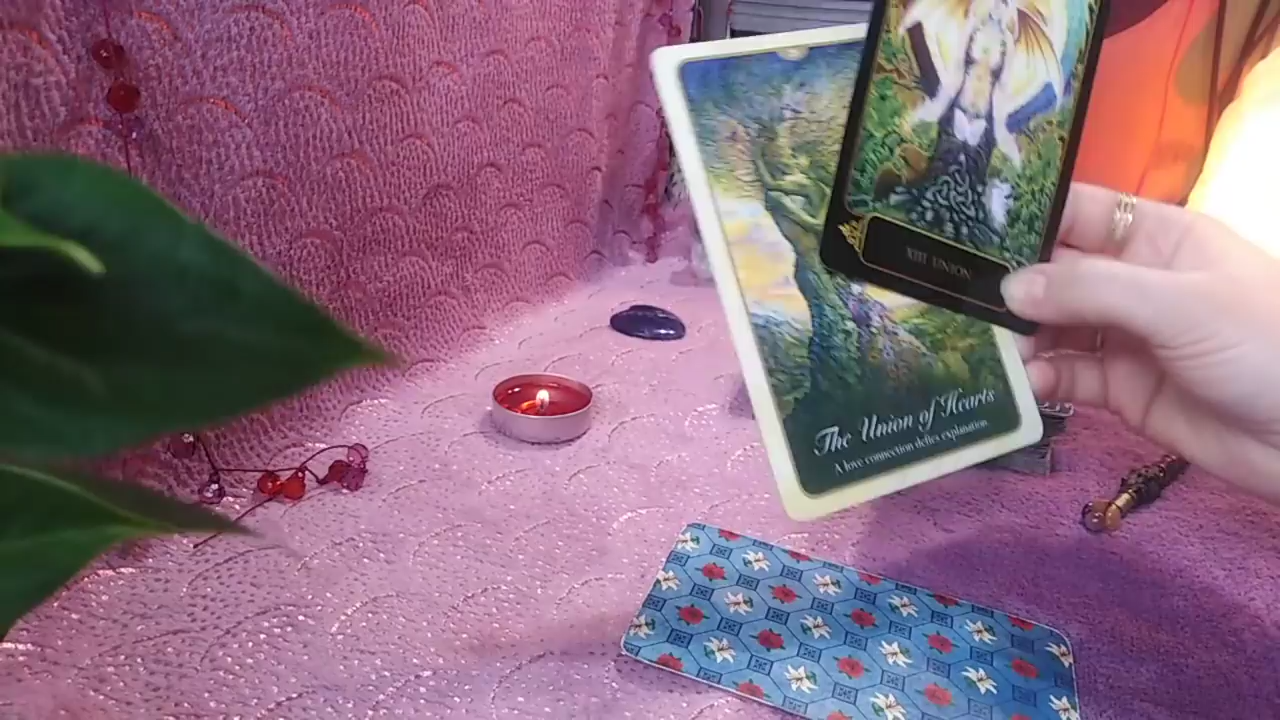 XIII UNION
The Union of Hearts
A love connection defies explanation.